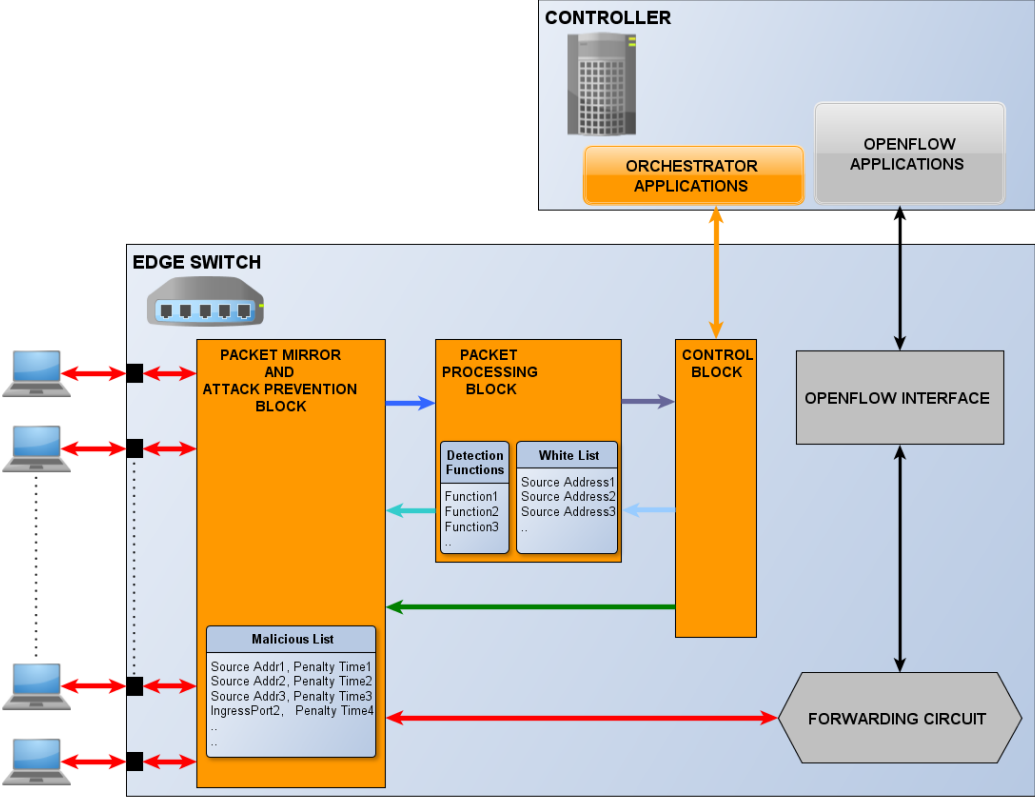 CONTROLLER
ORCHESTRATOR
APPLICATIONS
OPENFLOW
APPLICATIONS
EDGE SWITCH
PACKET MIRROR
AND
ATTACK PREVENTION
BLOCK
PACKET
PROCESSING
BLOCK
CONTROL
BLOCK
OPENFLOW INTERFACE
Detection
Functions
Function1
Function2
Function3
..
White List
Source Address1
Source Address2
Source Address3
..
Malicious List
Source Addr1, Penalty Time1
Source Addr2, Penalty Time2
Source Addr3, Penalty Time3
IngressPort2, Penalty Time4
..
..
FORWARDING CIRCUIT